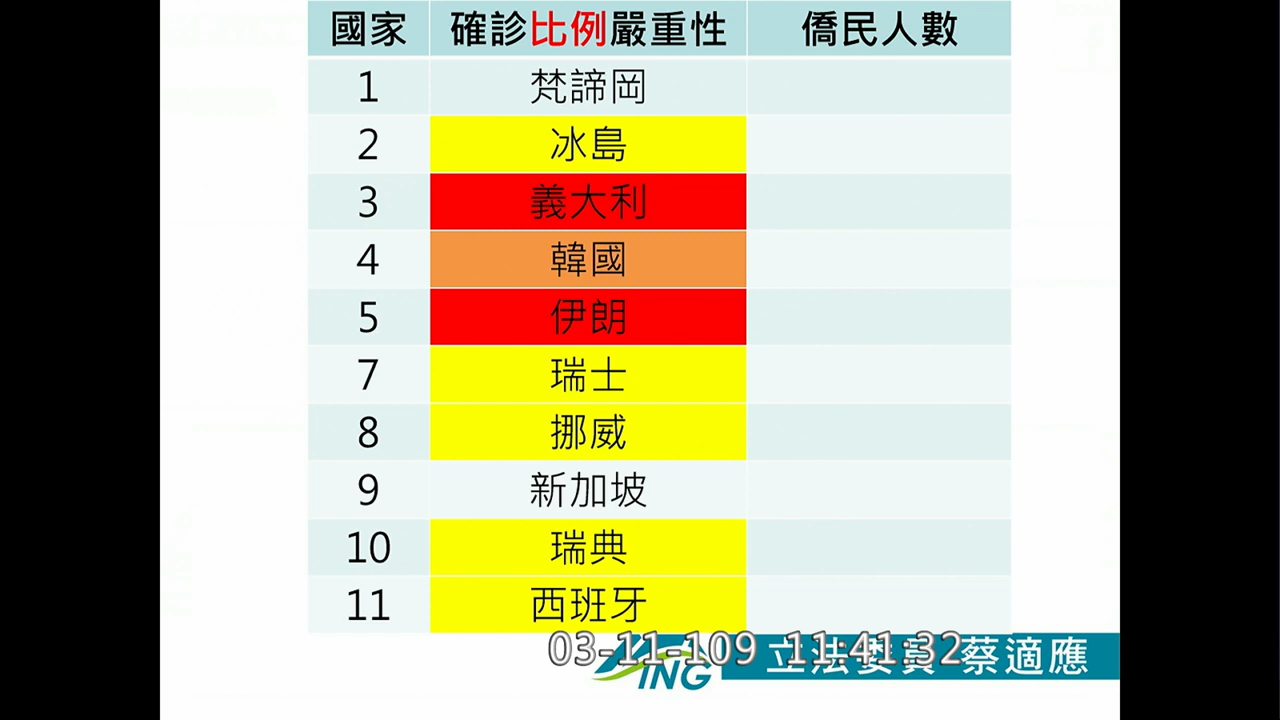 國家 確診比例嚴重性 僑民人數
1 梵諦岡
2 冰島
3 義大利
4 韓國
5 伊朗
7 瑞士
8 挪威
9 新加坡
10 瑞典
11 西班牙
03-11-109 11:41:32
ING 立法委員 蔡適應